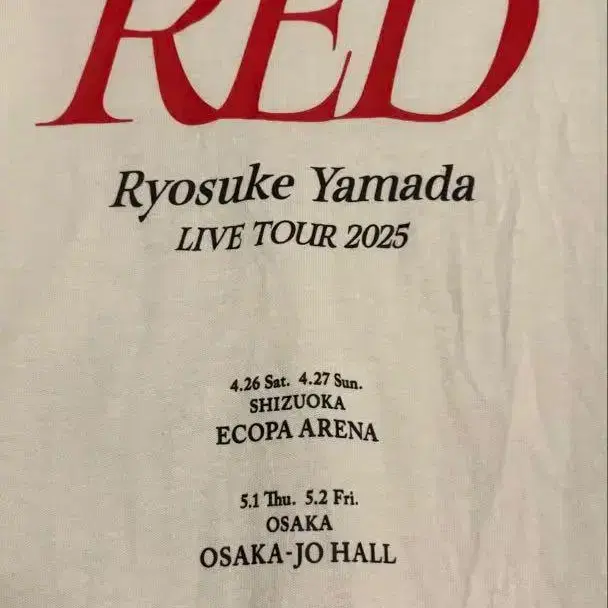 RED
Ryosuke Yamada
LIVE TOUR 2025
4.26 Sat. 4.27 Sun.
SHIZUOKA
ECOPA ARENA
5.1 Thu. 5.2 Fri.
OSAKA
OSAKA-JO HALL